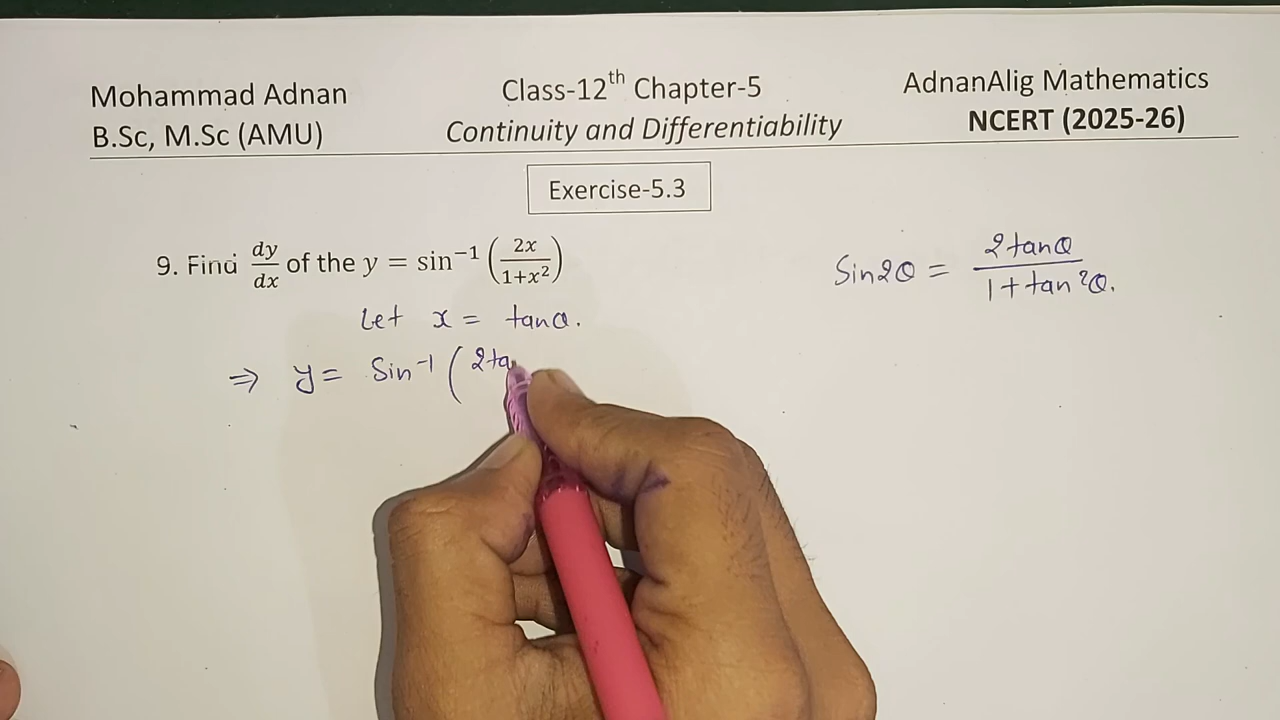 Mohammad Adnan
B.Sc, M.Sc (AMU)
Class-12th Chapter-5
Continuity and Differentiability
AdnanAlig Mathematics
NCERT (2025-26)
Exercise-5.3
9. Find dy/dx of the y = sin⁻¹ (2x/1+x²)
Let x = tanθ.
⇒ y = Sin⁻¹ (2ta
Sin2θ = 2tanθ/1+tan²θ.